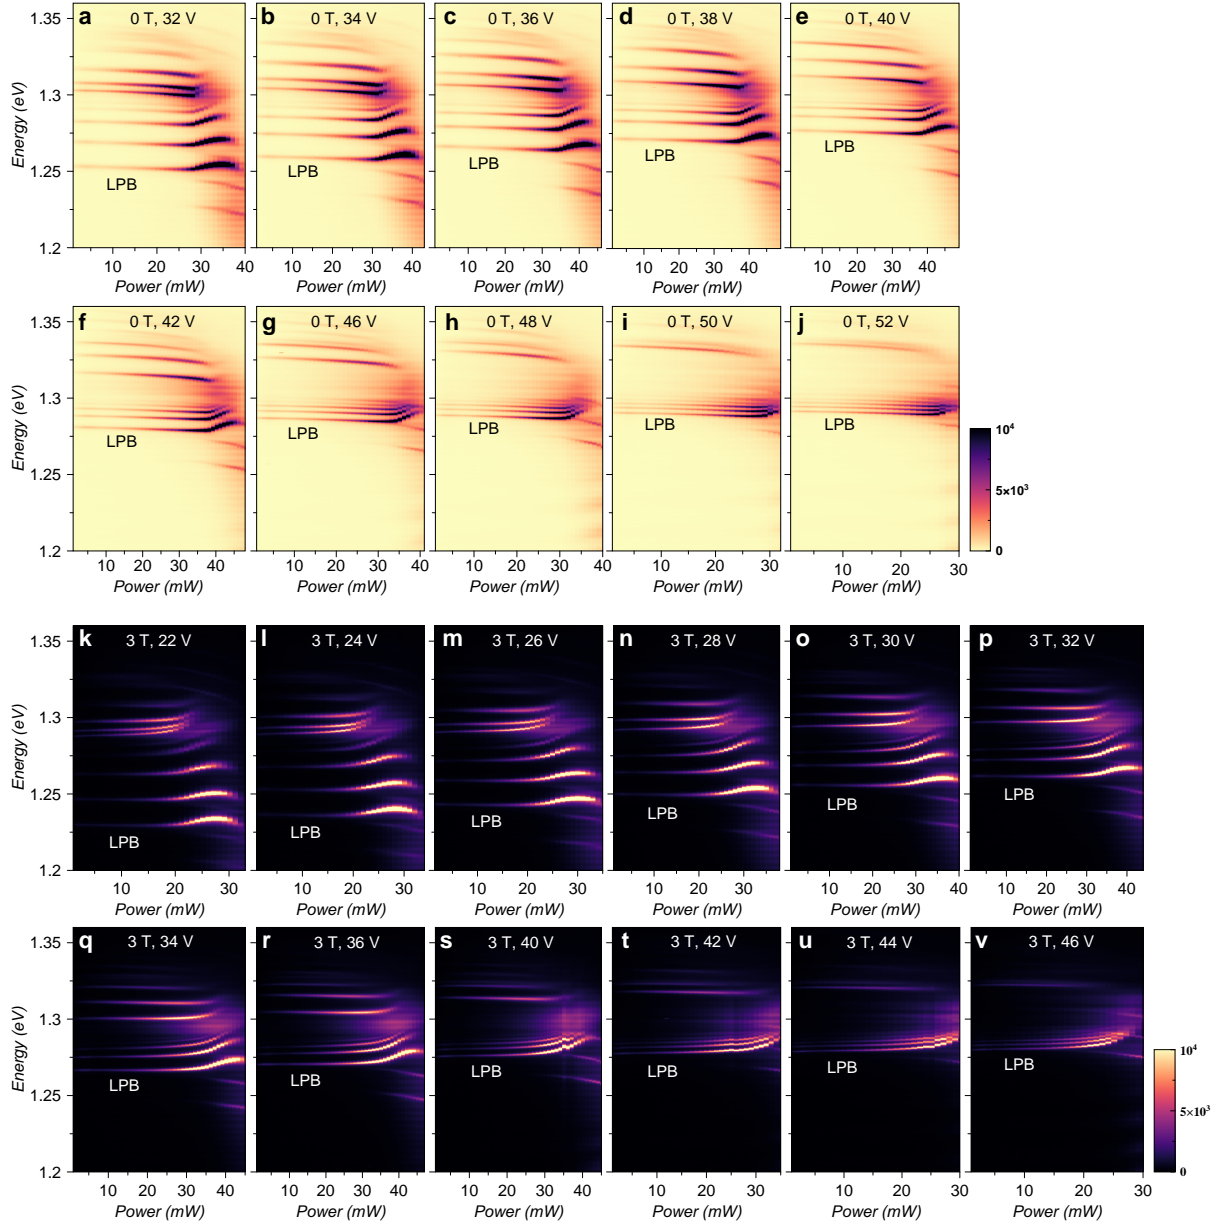 a 0 T, 32 V
b 0 T, 34 V
c 0 T, 36 V
d 0 T, 38 V
e 0 T, 40 V
1.35
1.3
1.25
1.2
Energy (eV)
LPB
LPB
LPB
LPB
LPB
10 20 30 40
10 20 30 40
10 20 30 40
10 20 30 40
10 20 30 40
Power (mW)
Power (mW)
Power (mW)
Power (mW)
Power (mW)
f 0 T, 42 V
g 0 T, 46 V
h 0 T, 48 V
i 0 T, 50 V
j 0 T, 52 V
1.35
1.3
1.25
1.2
Energy (eV)
LPB
LPB
LPB
LPB
LPB
10⁴
5×10³
0
10 20 30 40
10 20 30 40
10 20 30 40
10 20 30
10 20 30
Power (mW)
Power (mW)
Power (mW)
Power (mW)
Power (mW)
k 3 T, 22 V
l 3 T, 24 V
m 3 T, 26 V
n 3 T, 28 V
o 3 T, 30 V
p 3 T, 32 V
1.35
1.3
1.25
1.2
Energy (eV)
LPB
LPB
LPB
LPB
LPB
LPB
10 20 30
10 20 30
10 20 30
10 20 30
10 20 30 40
10 20 30 40
Power (mW)
Power (mW)
Power (mW)
Power (mW)
Power (mW)
Power (mW)
q 3 T, 34 V
r 3 T, 36 V
s 3 T, 40 V
t 3 T, 42 V
u 3 T, 44 V
v 3 T, 46 V
1.35
1.3
1.25
1.2
Energy (eV)
LPB
LPB
LPB
LPB
LPB
LPB
10⁴
5×10³
0
10 20 30 40
10 20 30 40
10 20 30 40
10 20 30
10 20 30
10 20 30
Power (mW)
Power (mW)
Power (mW)
Power (mW)
Power (mW)
Power (mW)